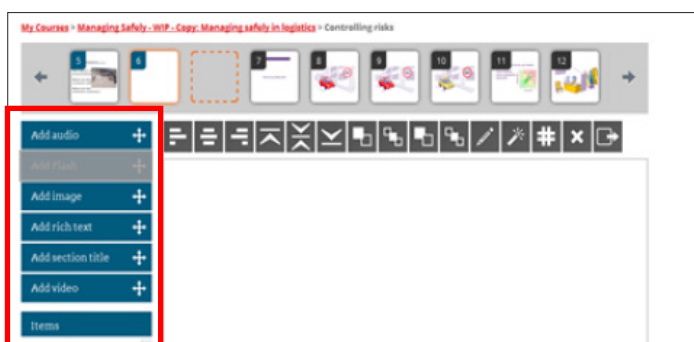 My Courses > Managing Safely - WIP - Copy: Managing safely in logistics > Controlling risks
5 6 7 8 9 10 11 12
Add audio
Add Flash
Add image
Add rich text
Add section title
Add video
Items